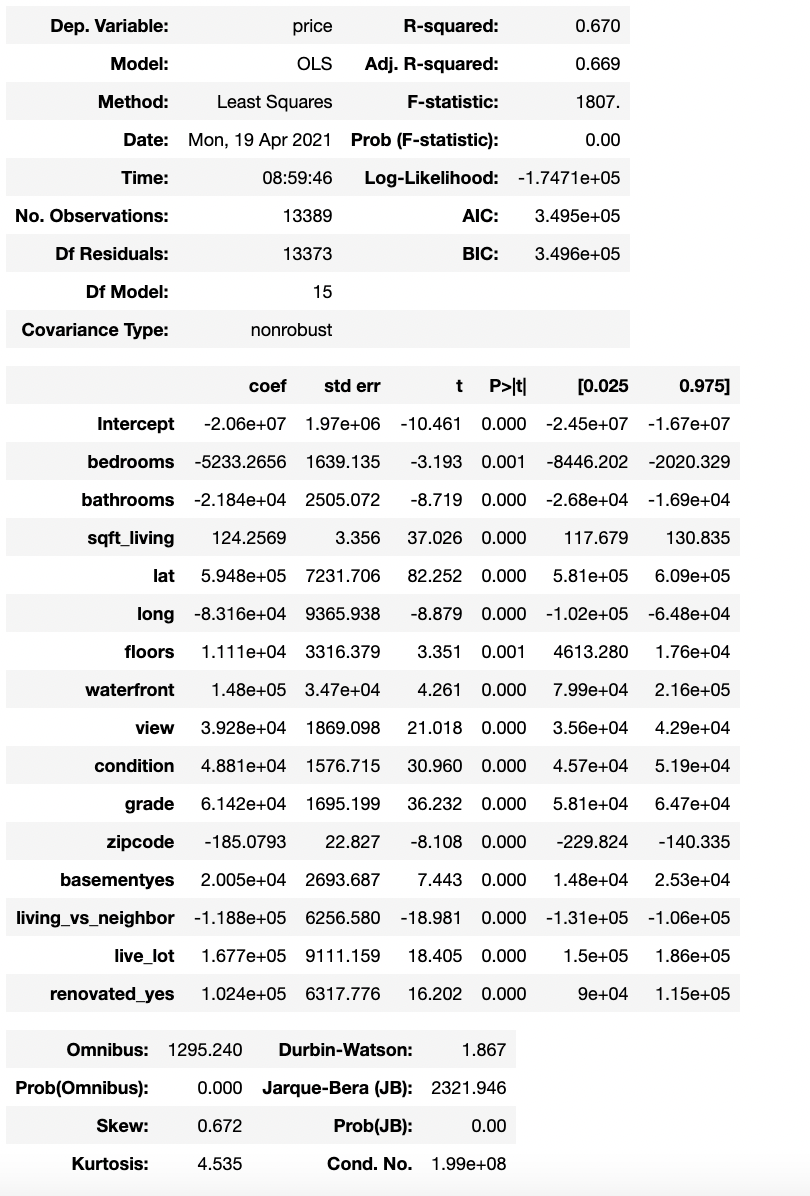 Dep. Variable: price R-squared: 0.670
Model: OLS Adj. R-squared: 0.669
Method: Least Squares F-statistic: 1807.
Date: Mon, 19 Apr 2021 Prob (F-statistic): 0.00
Time: 08:59:46 Log-Likelihood: -1.7471e+05
No. Observations: 13389 AIC: 3.495e+05
Df Residuals: 13373 BIC: 3.496e+05
Df Model: 15
Covariance Type: nonrobust
coef std err t P>|t| [0.025 0.975]
Intercept -2.06e+07 1.97e+06 -10.461 0.000 -2.45e+07 -1.67e+07
bedrooms -5233.2656 1639.135 -3.193 0.001 -8446.202 -2020.329
bathrooms -2.184e+04 2505.072 -8.719 0.000 -2.68e+04 -1.69e+04
sqft_living 124.2569 3.356 37.026 0.000 117.679 130.835
lat 5.948e+05 7231.706 82.252 0.000 5.81e+05 6.09e+05
long -8.316e+04 9365.938 -8.879 0.000 -1.02e+05 -6.48e+04
floors 1.111e+04 3316.379 3.351 0.001 4613.280 1.76e+04
waterfront 1.48e+05 3.47e+04 4.261 0.000 7.99e+04 2.16e+05
view 3.928e+04 1869.098 21.018 0.000 3.56e+04 4.29e+04
condition 4.881e+04 1576.715 30.960 0.000 4.57e+04 5.19e+04
grade 6.142e+04 1695.199 36.232 0.000 5.81e+04 6.47e+04
zipcode -185.0793 22.827 -8.108 0.000 -229.824 -140.335
basementyes 2.005e+04 2693.687 7.443 0.000 1.48e+04 2.53e+04
living_vs_neighbor -1.188e+05 6256.580 -18.981 0.000 -1.31e+05 -1.06e+05
live_lot 1.677e+05 9111.159 18.405 0.000 1.5e+05 1.86e+05
renovated_yes 1.024e+05 6317.776 16.202 0.000 9e+04 1.15e+05
Omnibus: 1295.240 Durbin-Watson: 1.867
Prob(Omnibus): 0.000 Jarque-Bera (JB): 2321.946
Skew: 0.672 Prob(JB): 0.00
Kurtosis: 4.535 Cond. No. 1.99e+08